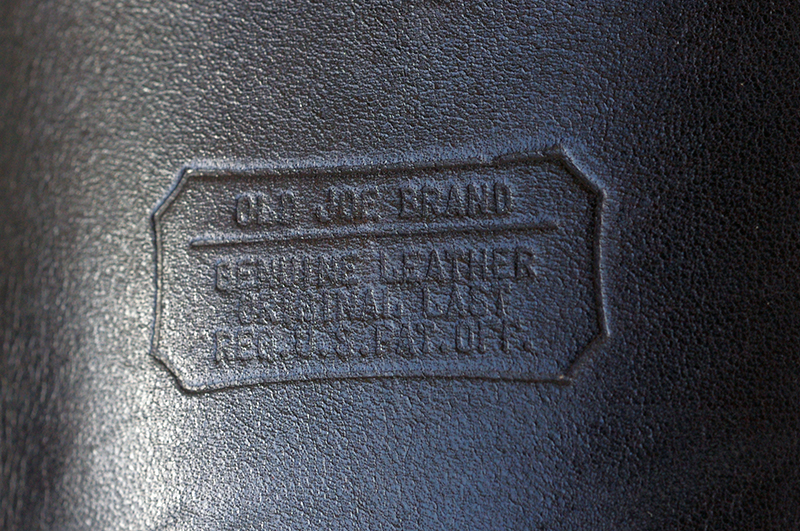 OLD JOE BRAND
GENUINE LEATHER
ORIGINAL LAST
REG.U.S.PAT.OFF.